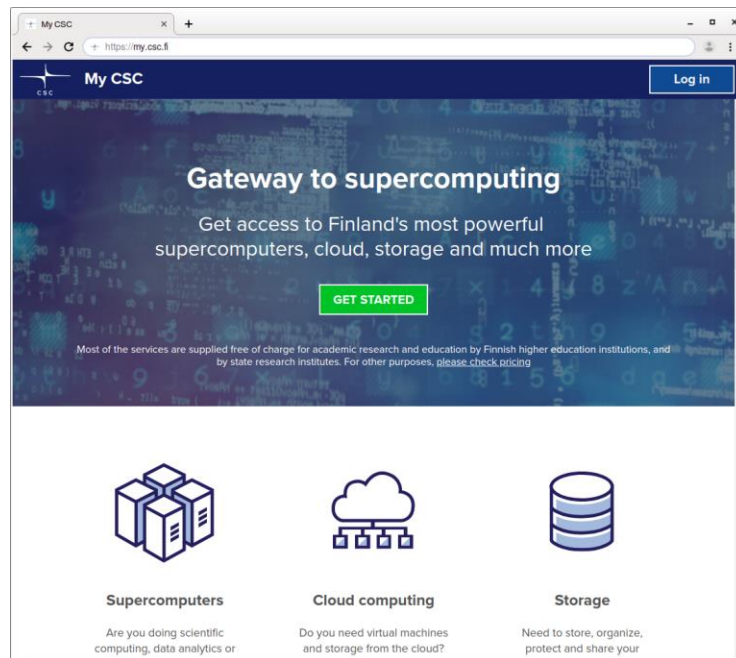 My CSC
https://my.csc.fi
CSC
My CSC
Log in
Gateway to supercomputing
Get access to Finland's most powerful
supercomputers, cloud, storage and much more
GET STARTED
Most of the services are supplied free of charge for academic research and education by Finnish higher education institutions, and
by state research institutes. For other purposes, please check pricing
Supercomputers
Cloud computing
Storage
Are you doing scientific
computing, data analytics or
Do you need virtual machines
and storage from the cloud?
Need to store, organize,
protect and share your